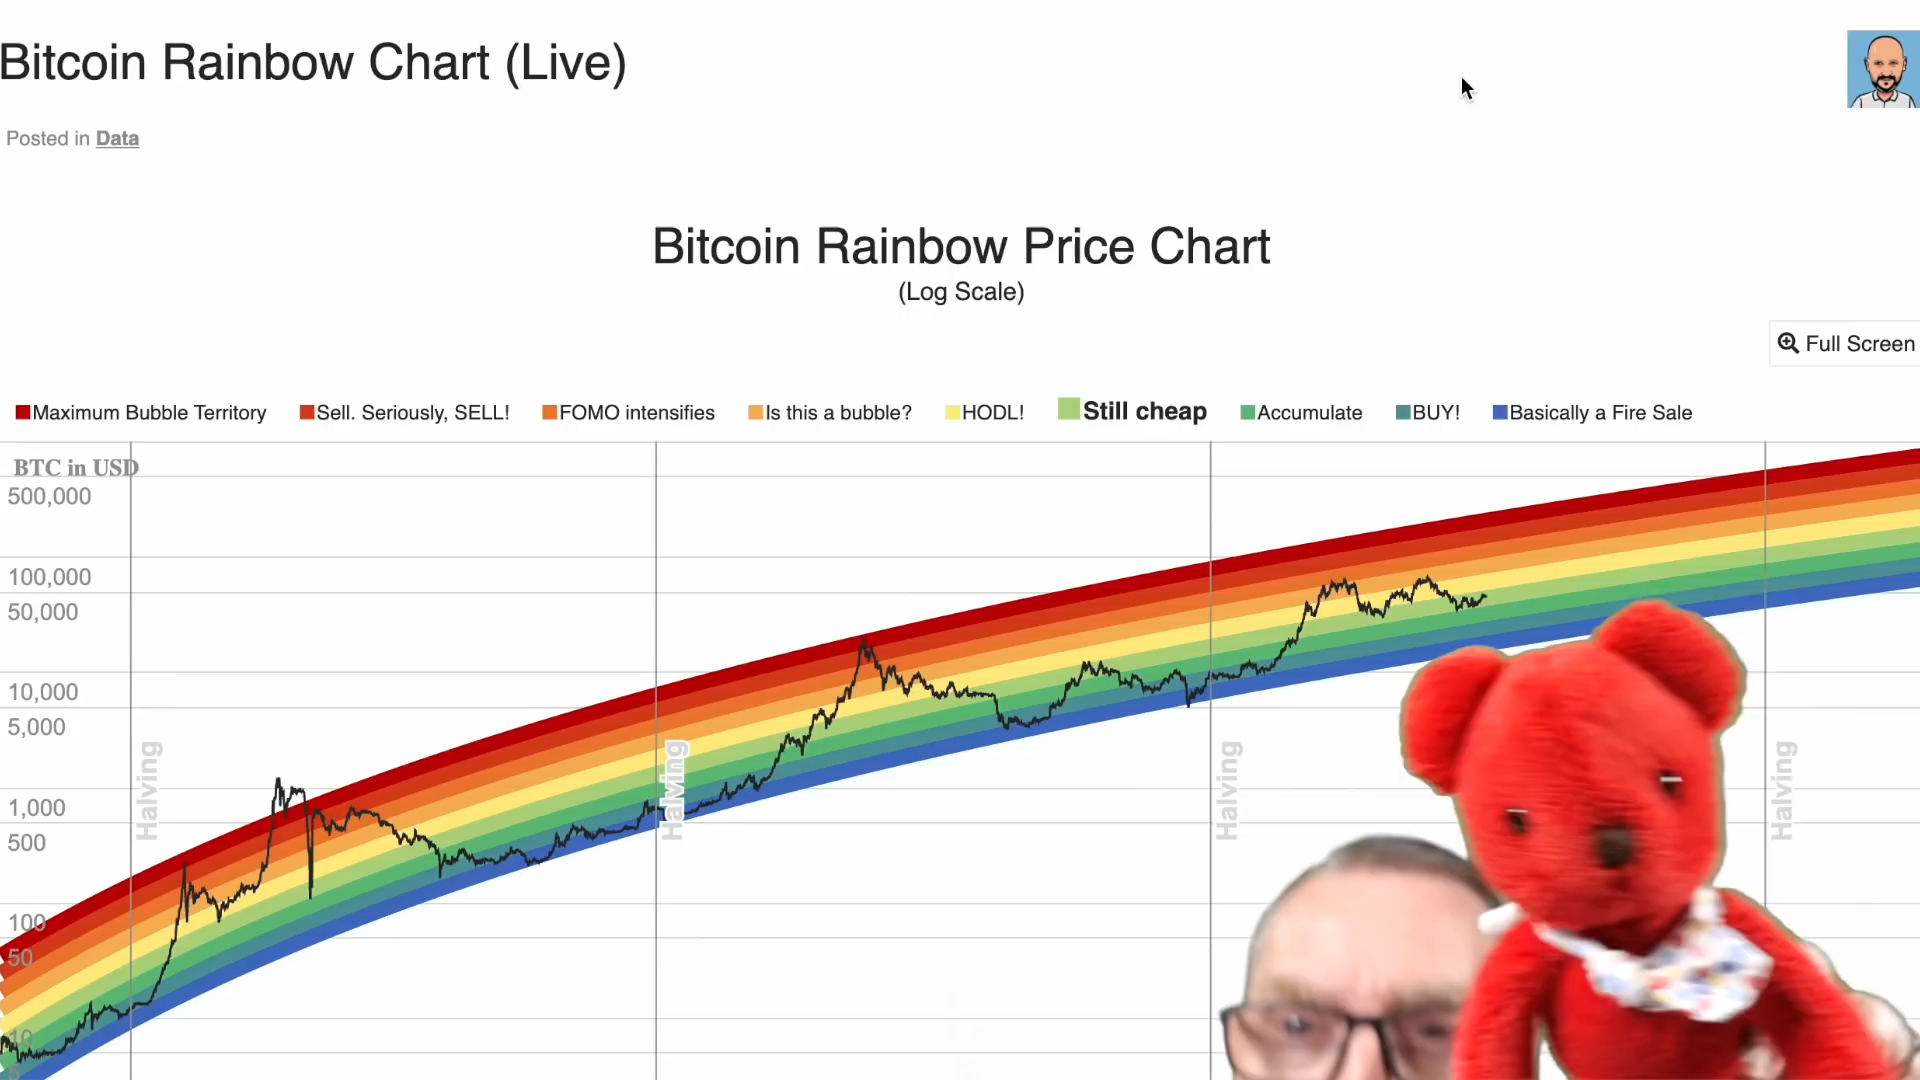 Bitcoin Rainbow Chart (Live)
Posted in Data
Bitcoin Rainbow Price Chart
(Log Scale)
Full Screen
Maximum Bubble Territory
Sell. Seriously, SELL!
FOMO intensifies
Is this a bubble?
HODL!
Still cheap
Accumulate
BUY!
Basically a Fire Sale
BTC in USD
500,000
100,000
50,000
10,000
5,000
1,000
500
100
50
10
Halving
Halving
Halving
Halving